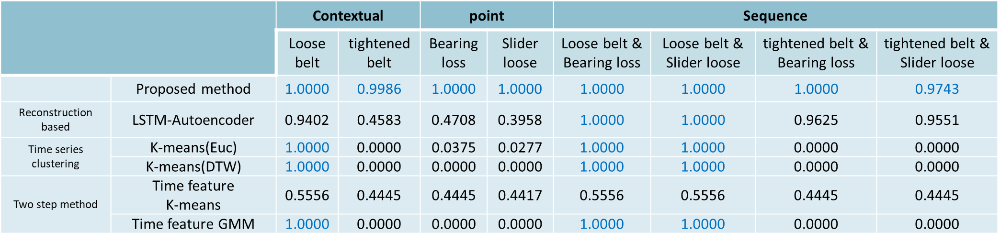 Contextual point Sequence
Loose belt tightened belt Bearing loss Slider loose Loose belt & Bearing loss Loose belt & Slider loose tightened belt & Bearing loss tightened belt & Slider loose
Proposed method 1.0000 0.9986 1.0000 1.0000 1.0000 1.0000 1.0000 0.9743
Reconstruction based LSTM-Autoencoder 0.9402 0.4583 0.4708 0.3958 1.0000 1.0000 0.9625 0.9551
Time series clustering K-means(Euc) 1.0000 0.0000 0.0375 0.0277 1.0000 1.0000 0.0000 0.0000
K-means(DTW) 1.0000 0.0000 0.0000 0.0000 1.0000 1.0000 0.0000 0.0000
Two step method Time feature K-means 0.5556 0.4445 0.4445 0.4417 0.5556 0.5556 0.4445 0.4445
Time feature GMM 1.0000 0.0000 0.0000 0.0000 1.0000 1.0000 0.0000 0.0000